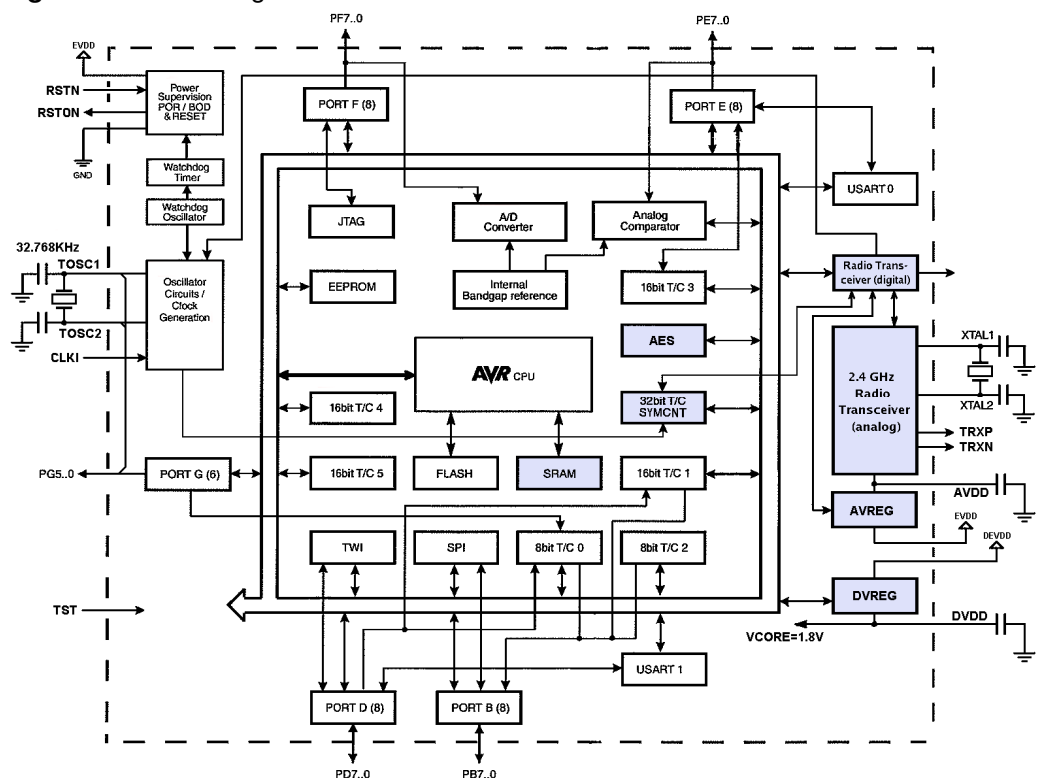 PF7..0
PE7..0
EVDD
RSTN
RSTON
GND
Power
Supervision
POR / BOD
& RESET
PORT F (8)
PORT E (8)
Watchdog
Timer
Watchdog
Oscillator
USART 0
JTAG
A/D
Converter
Analog
Comparator
32.768KHz
TOSC1
TOSC2
CLKI
Oscillator
Circuits /
Clock
Generation
EEPROM
Internal
Bandgap reference
16bit T/C 3
Radio Trans-
ceiver (digital)
AES
AVR CPU
32bit T/C
SYMCNT
16bit T/C 4
2.4 GHz
Radio
Transceiver
(analog)
XTAL1
XTAL2
TRXP
TRXN
PG5..0
PORT G (6)
16bit T/C 5
FLASH
SRAM
16bit T/C 1
AVDD
AVREG
EVDD
DEVDD
TWI
SPI
8bit T/C 0
8bit T/C 2
TST
DVREG
DVDD
VCORE=1.8V
USART 1
PORT D (8)
PORT B (8)
PD7..0
PB7..0